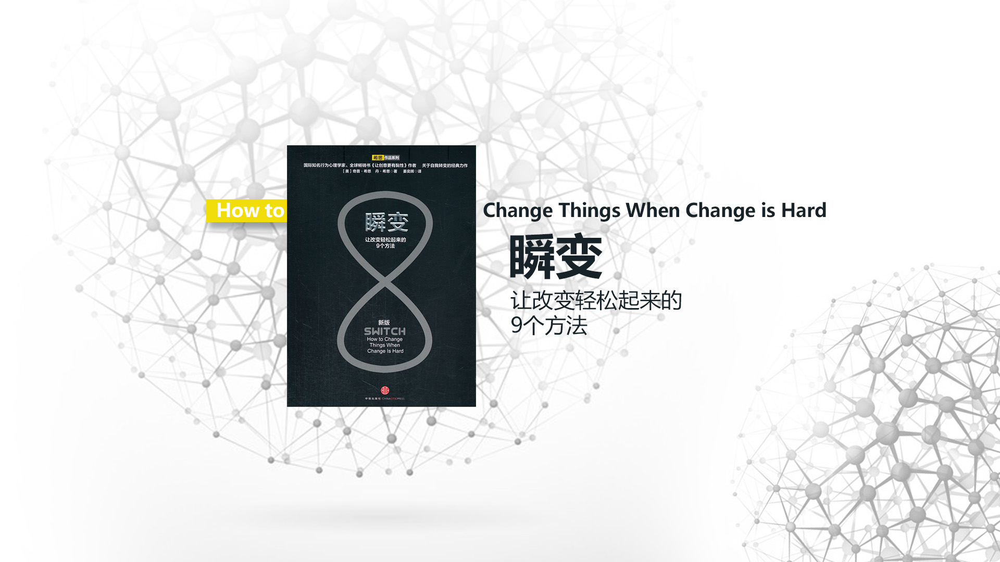 希思 作品系列
国际知名行为心理学家、全球畅销书《让创意更有黏性》作者 关于自我转变的经典力作
[美] 奇普·希思 丹·希思◎著 姜奕晖◎译
瞬变
让改变轻松起来的
9个方法
新版
SWITCH
How to Change
Things When
Change Is Hard
中信出版社·CHINACITICPRESS
How to Change Things When Change is Hard
瞬变
让改变轻松起来的
9个方法